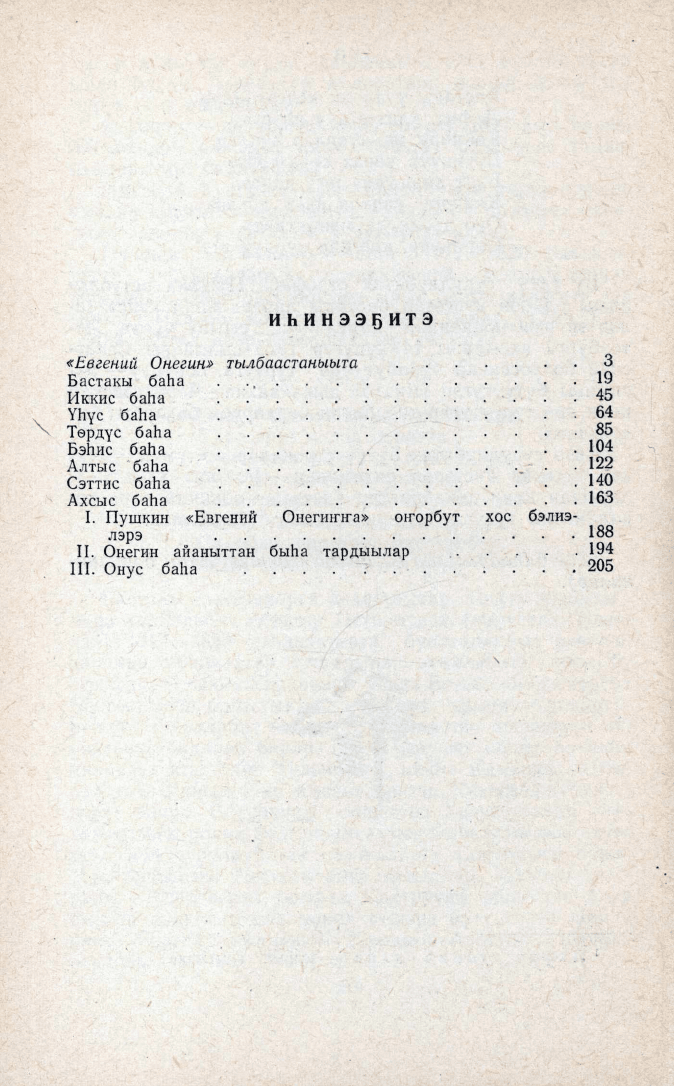 ИҺИНЭЭҔИТЭ
«Евгений Онегин» тылбаастаныыта . . . . . . . 3
Бастакы баһа . . . . . . . . . . . . . 19
Иккис баһа . . . . . . . . . . . . . 45
Үһүс баһа . . . . . . . . . . . . . 64
Төрдүс баһа . . . . . . . . . . . . . 85
Бэһис баһа . . . . . . . . . . . . . 104
Алтыс баһа . . . . . . . . . . . . . 122
Сэттис баһа . . . . . . . . . . . . . 140
Ахсыс баһа . . . . . . . . . . . . . 163
I. Пушкин «Евгений Онегиҥҥа» оҥорбут хос бэлиэ-
лэрэ . . . . . . . . . . . . . 188
II. Онегин айаныттан быһа тардыылар . . . . . 194
III. Онус баһа . . . . . . . . . . . . 205